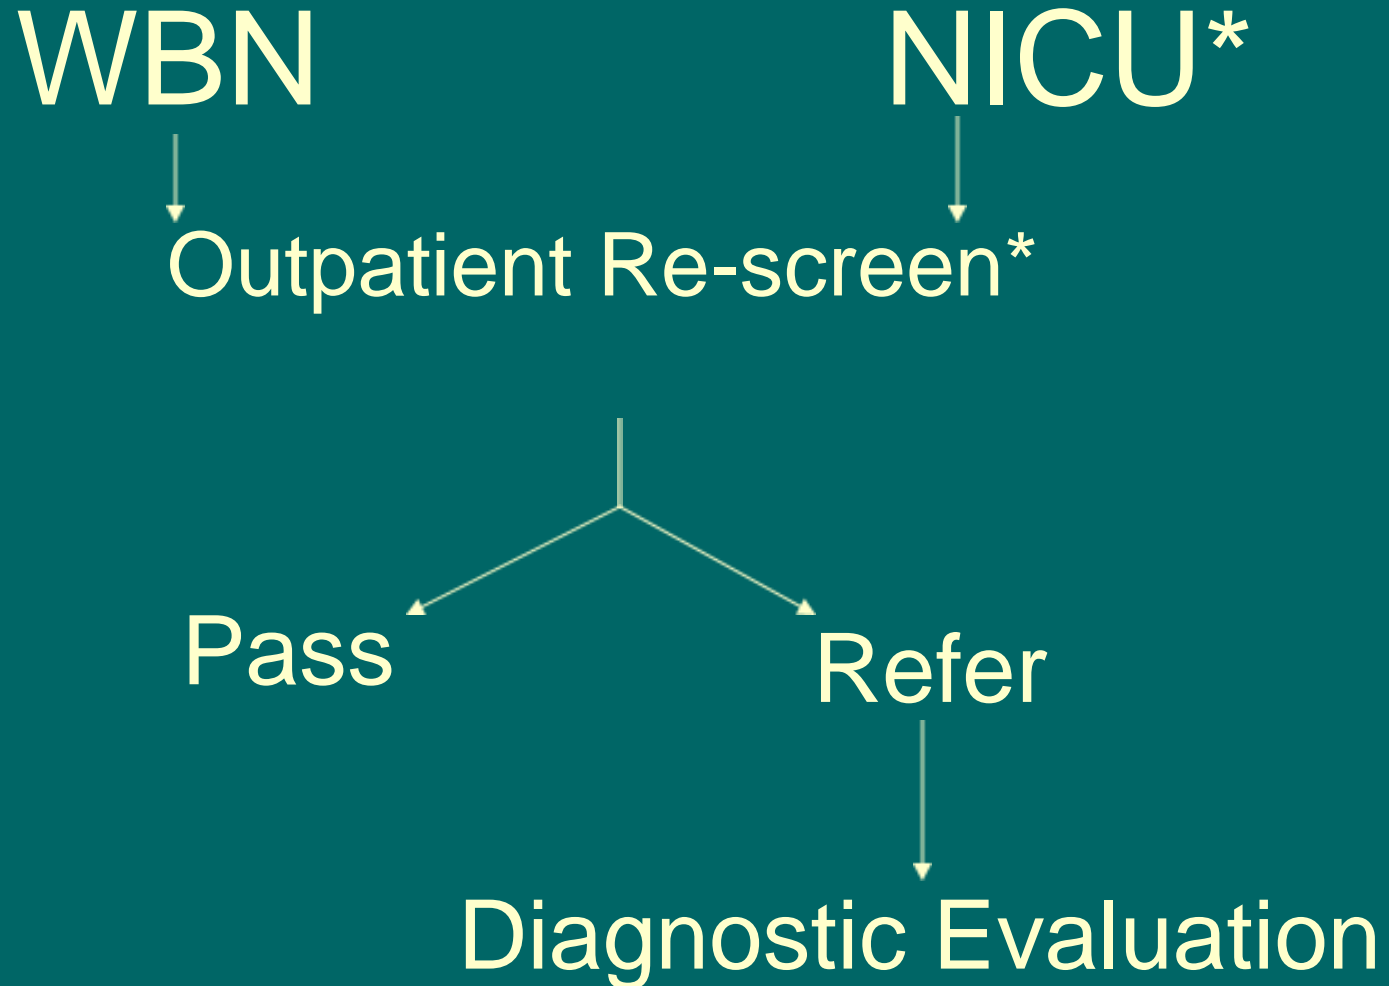 WBN NICU*
Outpatient Re-screen*
Pass
Refer
Diagnostic Evaluation